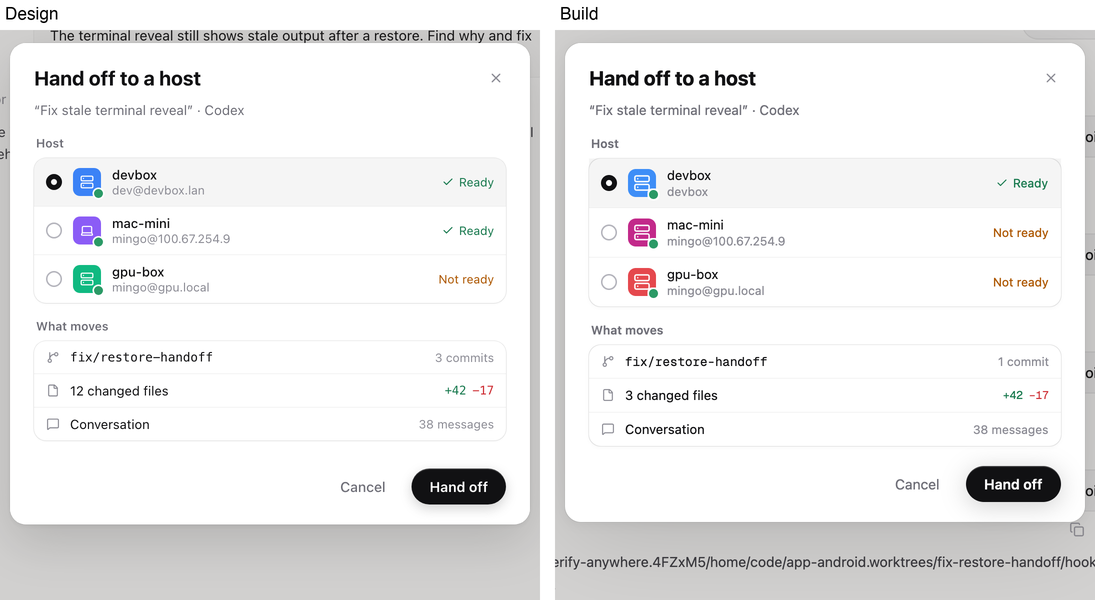 Design
The terminal reveal still shows stale output after a restore. Find why and fix
Hand off to a host
“Fix stale terminal reveal” · Codex
Host
devbox
dev@devbox.lan
Ready
mac-mini
mingo@100.67.254.9
Ready
gpu-box
mingo@gpu.local
Not ready
What moves
fix/restore-handoff
3 commits
12 changed files
+42 −17
Conversation
38 messages
Cancel
Hand off
Build
Hand off to a host
“Fix stale terminal reveal” · Codex
Host
devbox
devbox
Ready
mac-mini
mingo@100.67.254.9
Not ready
gpu-box
mingo@gpu.local
Not ready
What moves
fix/restore-handoff
1 commit
3 changed files
+42 −17
Conversation
38 messages
Cancel
Hand off
erify-anywhere.4FZxM5/home/code/app-android.worktrees/fix-restore-handoff/hook